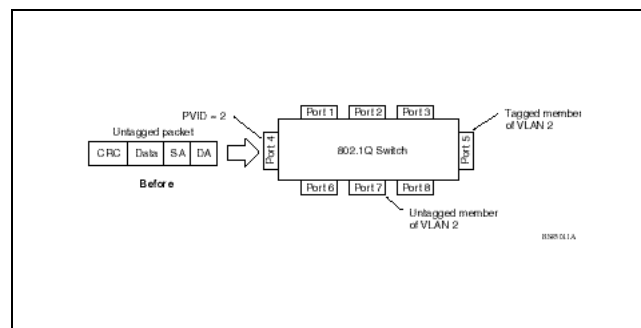 PVID = 2
Port 1 Port 2 Port 3
Tagged member
of VLAN 2
Untagged packet
CRC Data SA DA
Port 4
802.1Q Switch
Port 5
Before
Port 6 Port 7 Port 8
Untagged member
of VLAN 2